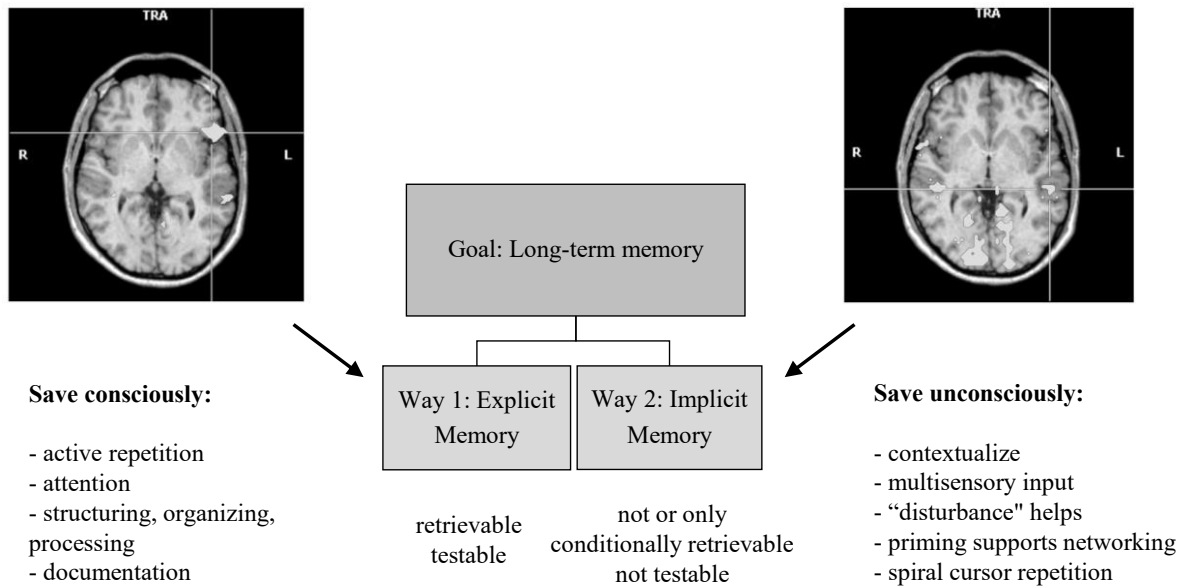 TRA
R
L
TRA
R
L
Goal: Long-term memory
Way 1: Explicit
Memory
Way 2: Implicit
Memory
Save consciously:
- active repetition
- attention
- structuring, organizing,
processing
- documentation
retrievable
testable
not or only
conditionally retrievable
not testable
Save unconsciously:
- contextualize
- multisensory input
- “disturbance" helps
- priming supports networking
- spiral cursor repetition